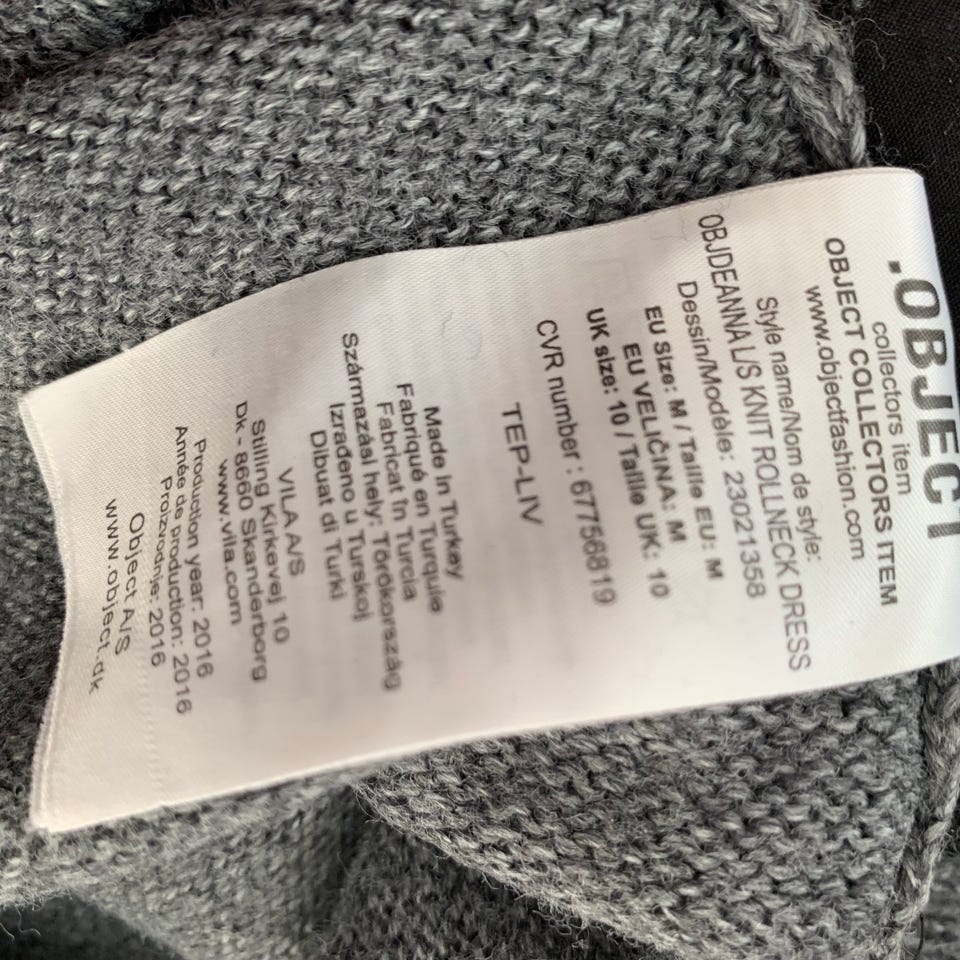 .OBJECT
collectors item
OBJECT COLLECTORS ITEM
www.objectfashion.com
Style name/Nom de style:
OBJDEANNA L/S KNIT ROLLNECK DRESS
Dessin/Modèle: 23021358
EU Size: M / Taille EU: M
EU VELIČINA: M
UK size: 10 / Taille UK: 10
CVR number : 67756819
TEP-LIV
Made in Turkey
Fabriqué en Turquie
Fabricat în Turcia
Származási hely: Törökország
Izrađeno u Turskoj
Dibuat di Turki
VILA A/S
Stilling Kirkevej 10
Dk - 8660 Skanderborg
www.vila.com
Production year: 2016
Année de production: 2016
Proizvodnje: 2016
Object A/S
www.object.dk